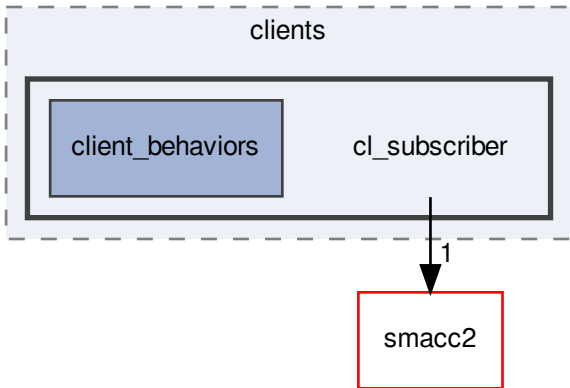 clients
client_behaviors
cl_subscriber
1
smacc2